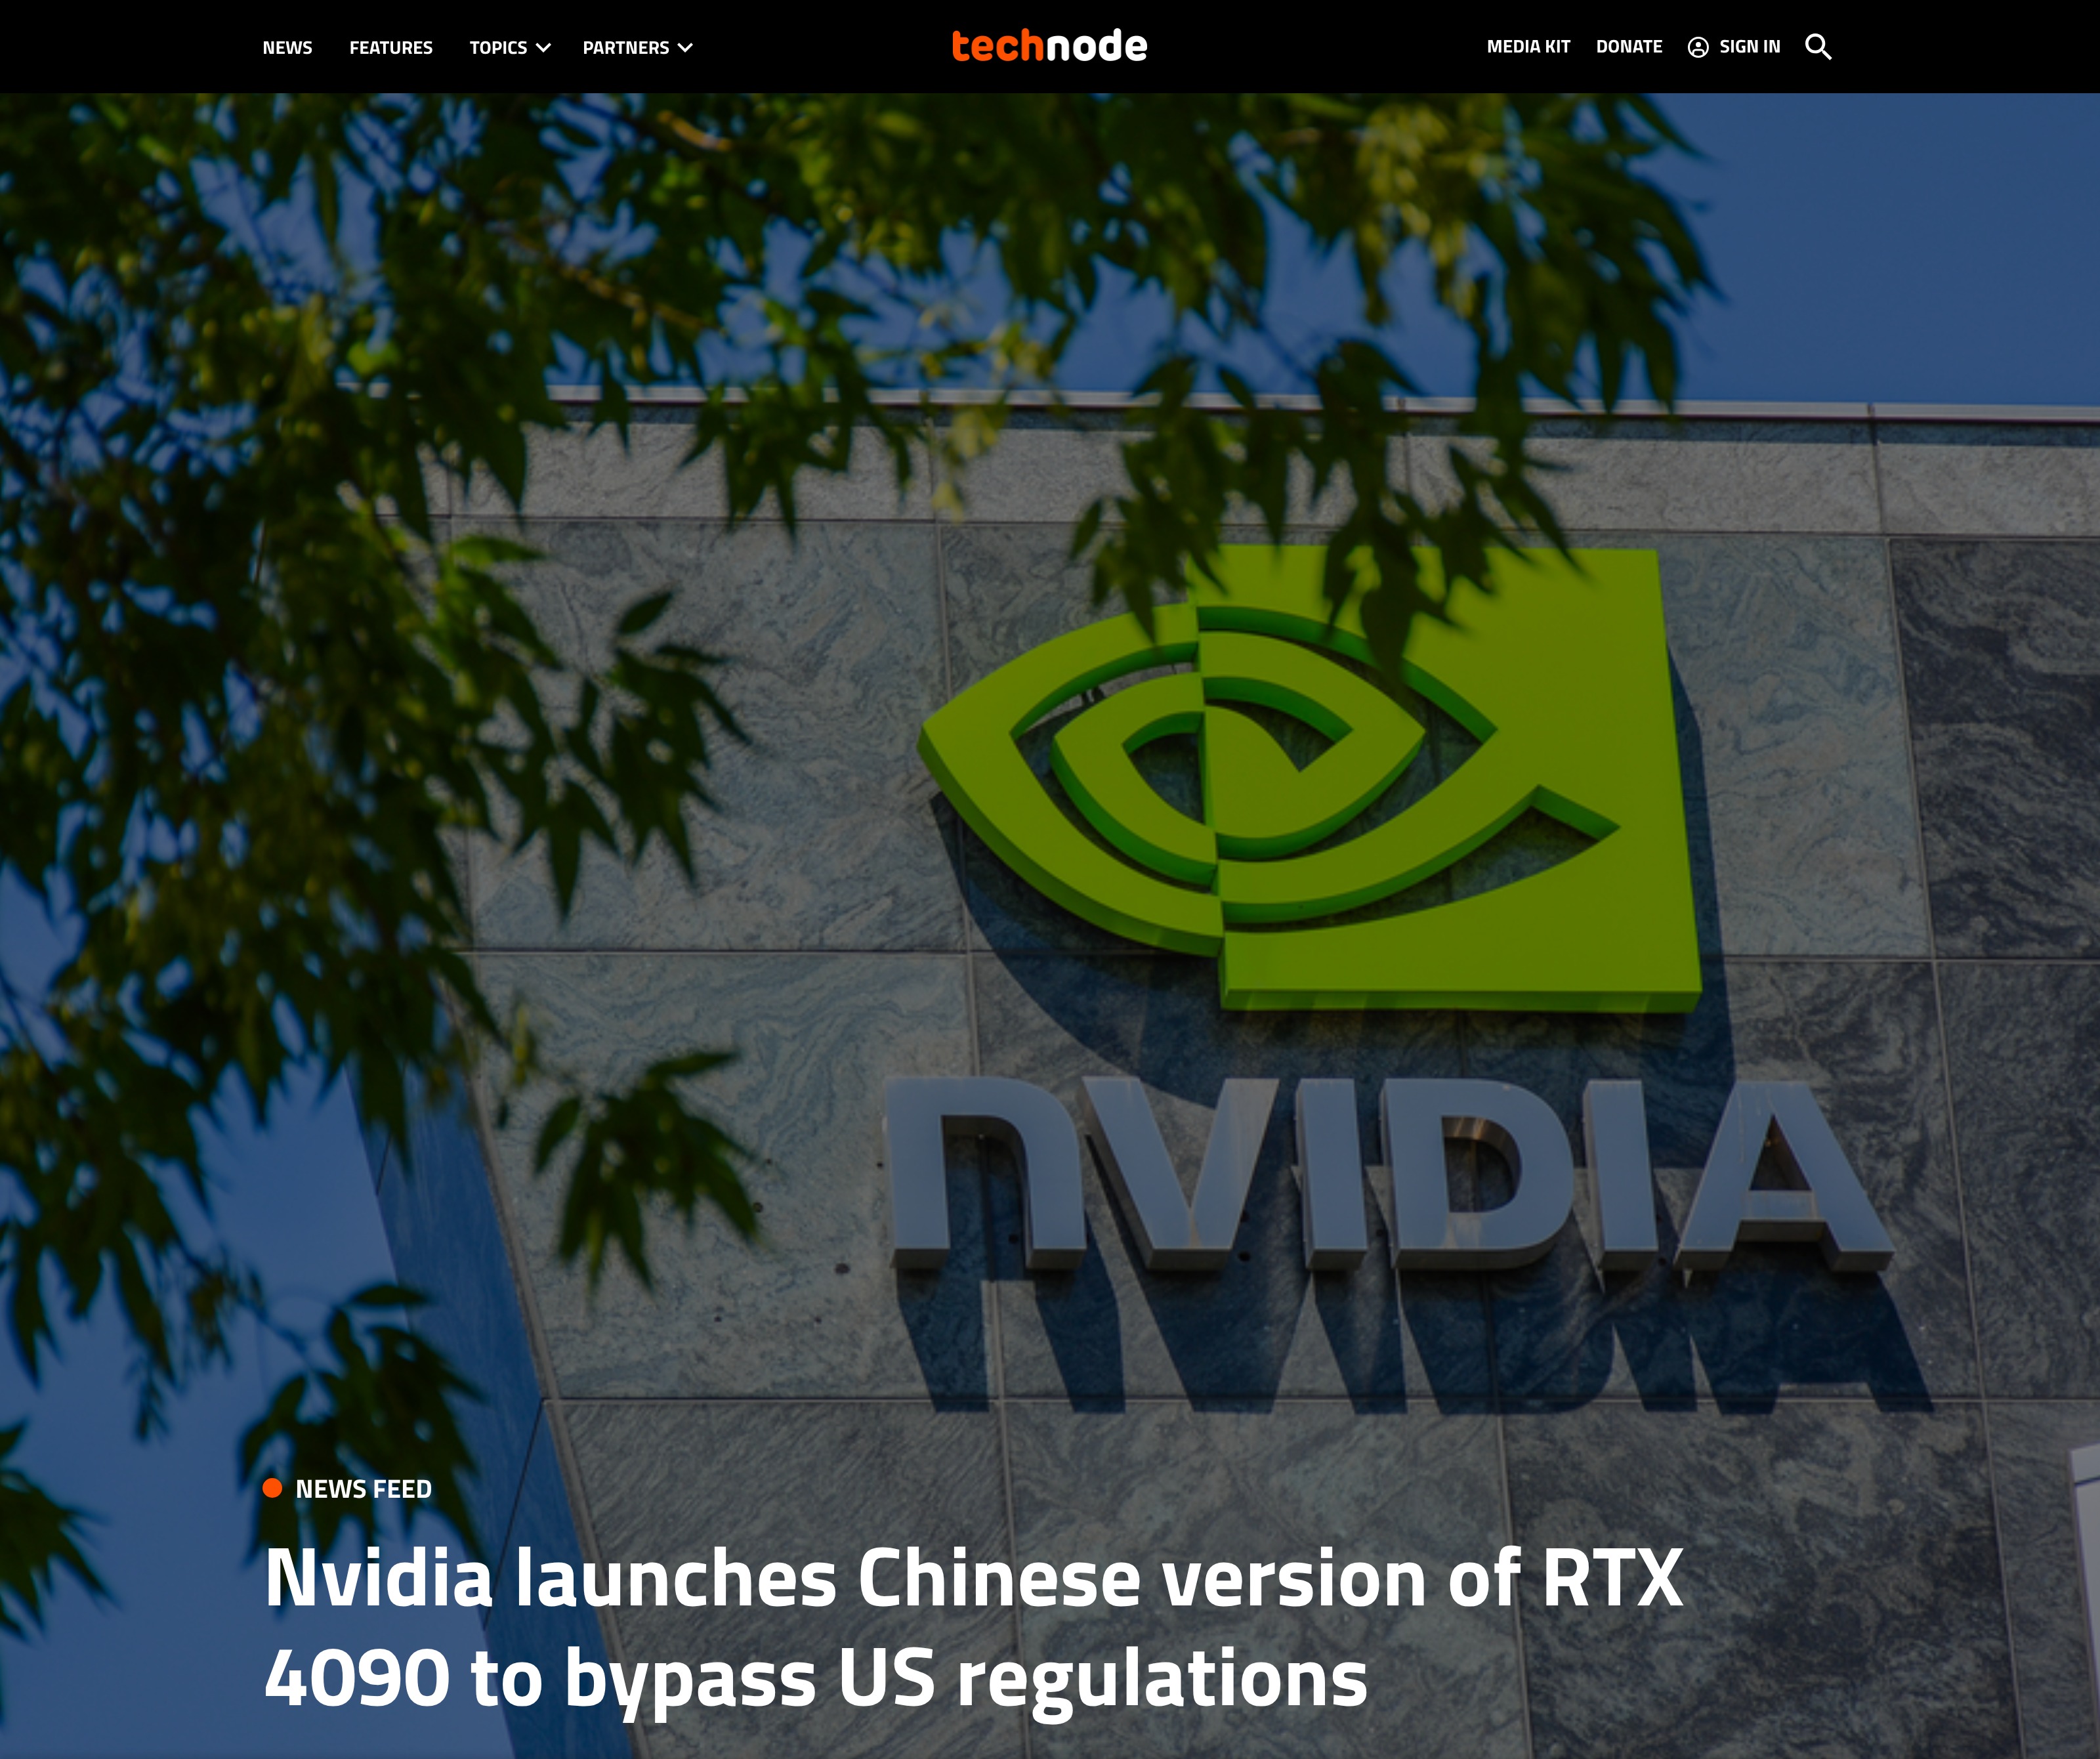 NEWS FEATURES TOPICS PARTNERS technode MEDIA KIT DONATE SIGN IN
nVIDIA
NEWS FEED
Nvidia launches Chinese version of RTX
4090 to bypass US regulations